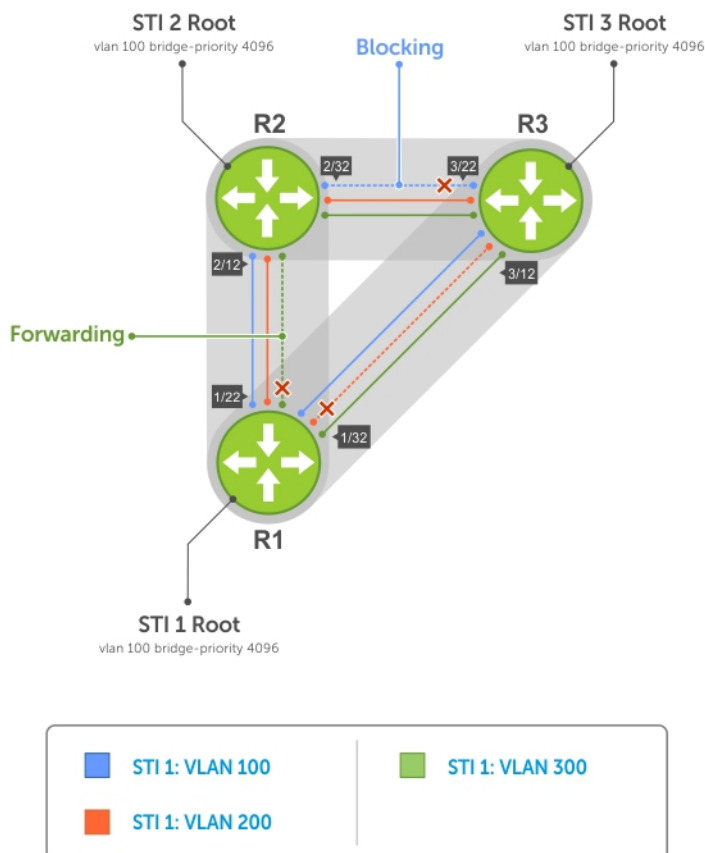 STI 2 Root
vlan 100 bridge-priority 4096
STI 3 Root
vlan 100 bridge-priority 4096
Blocking
R2
R3
2/32
3/22
2/12
3/12
Forwarding
1/22
1/32
R1
STI 1 Root
vlan 100 bridge-priority 4096
STI 1: VLAN 100
STI 1: VLAN 300
STI 1: VLAN 200